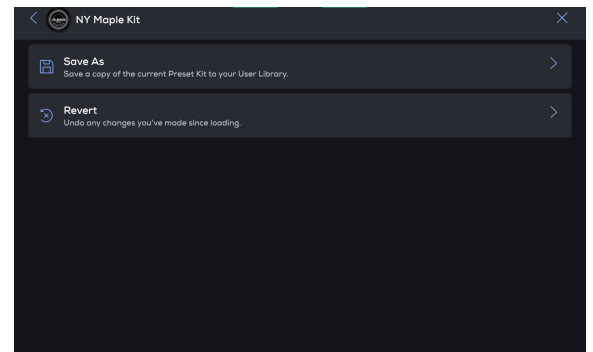 NY Maple Kit
Save As
Save a copy of the current Preset Kit to your User Library.
Revert
Undo any changes you've made since loading.